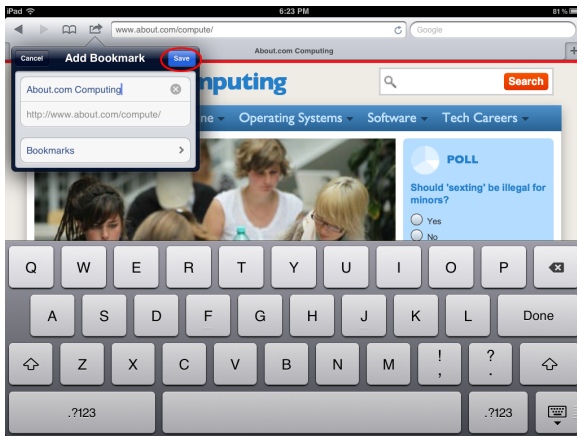 iPad 6:23 PM 81 %
www.about.com/compute/ Google
About.com Computing
Cancel Add Bookmark Save
About.com Computing
http://www.about.com/compute/
Bookmarks
mputing
Search
ne Operating Systems Software Tech Careers
POLL
Should 'sexting' be illegal for
minors?
Yes
No
Q W E R T Y U I O P
A S D F G H J K L Done
Z X C V B N M ! , ? .
.?123 .?123